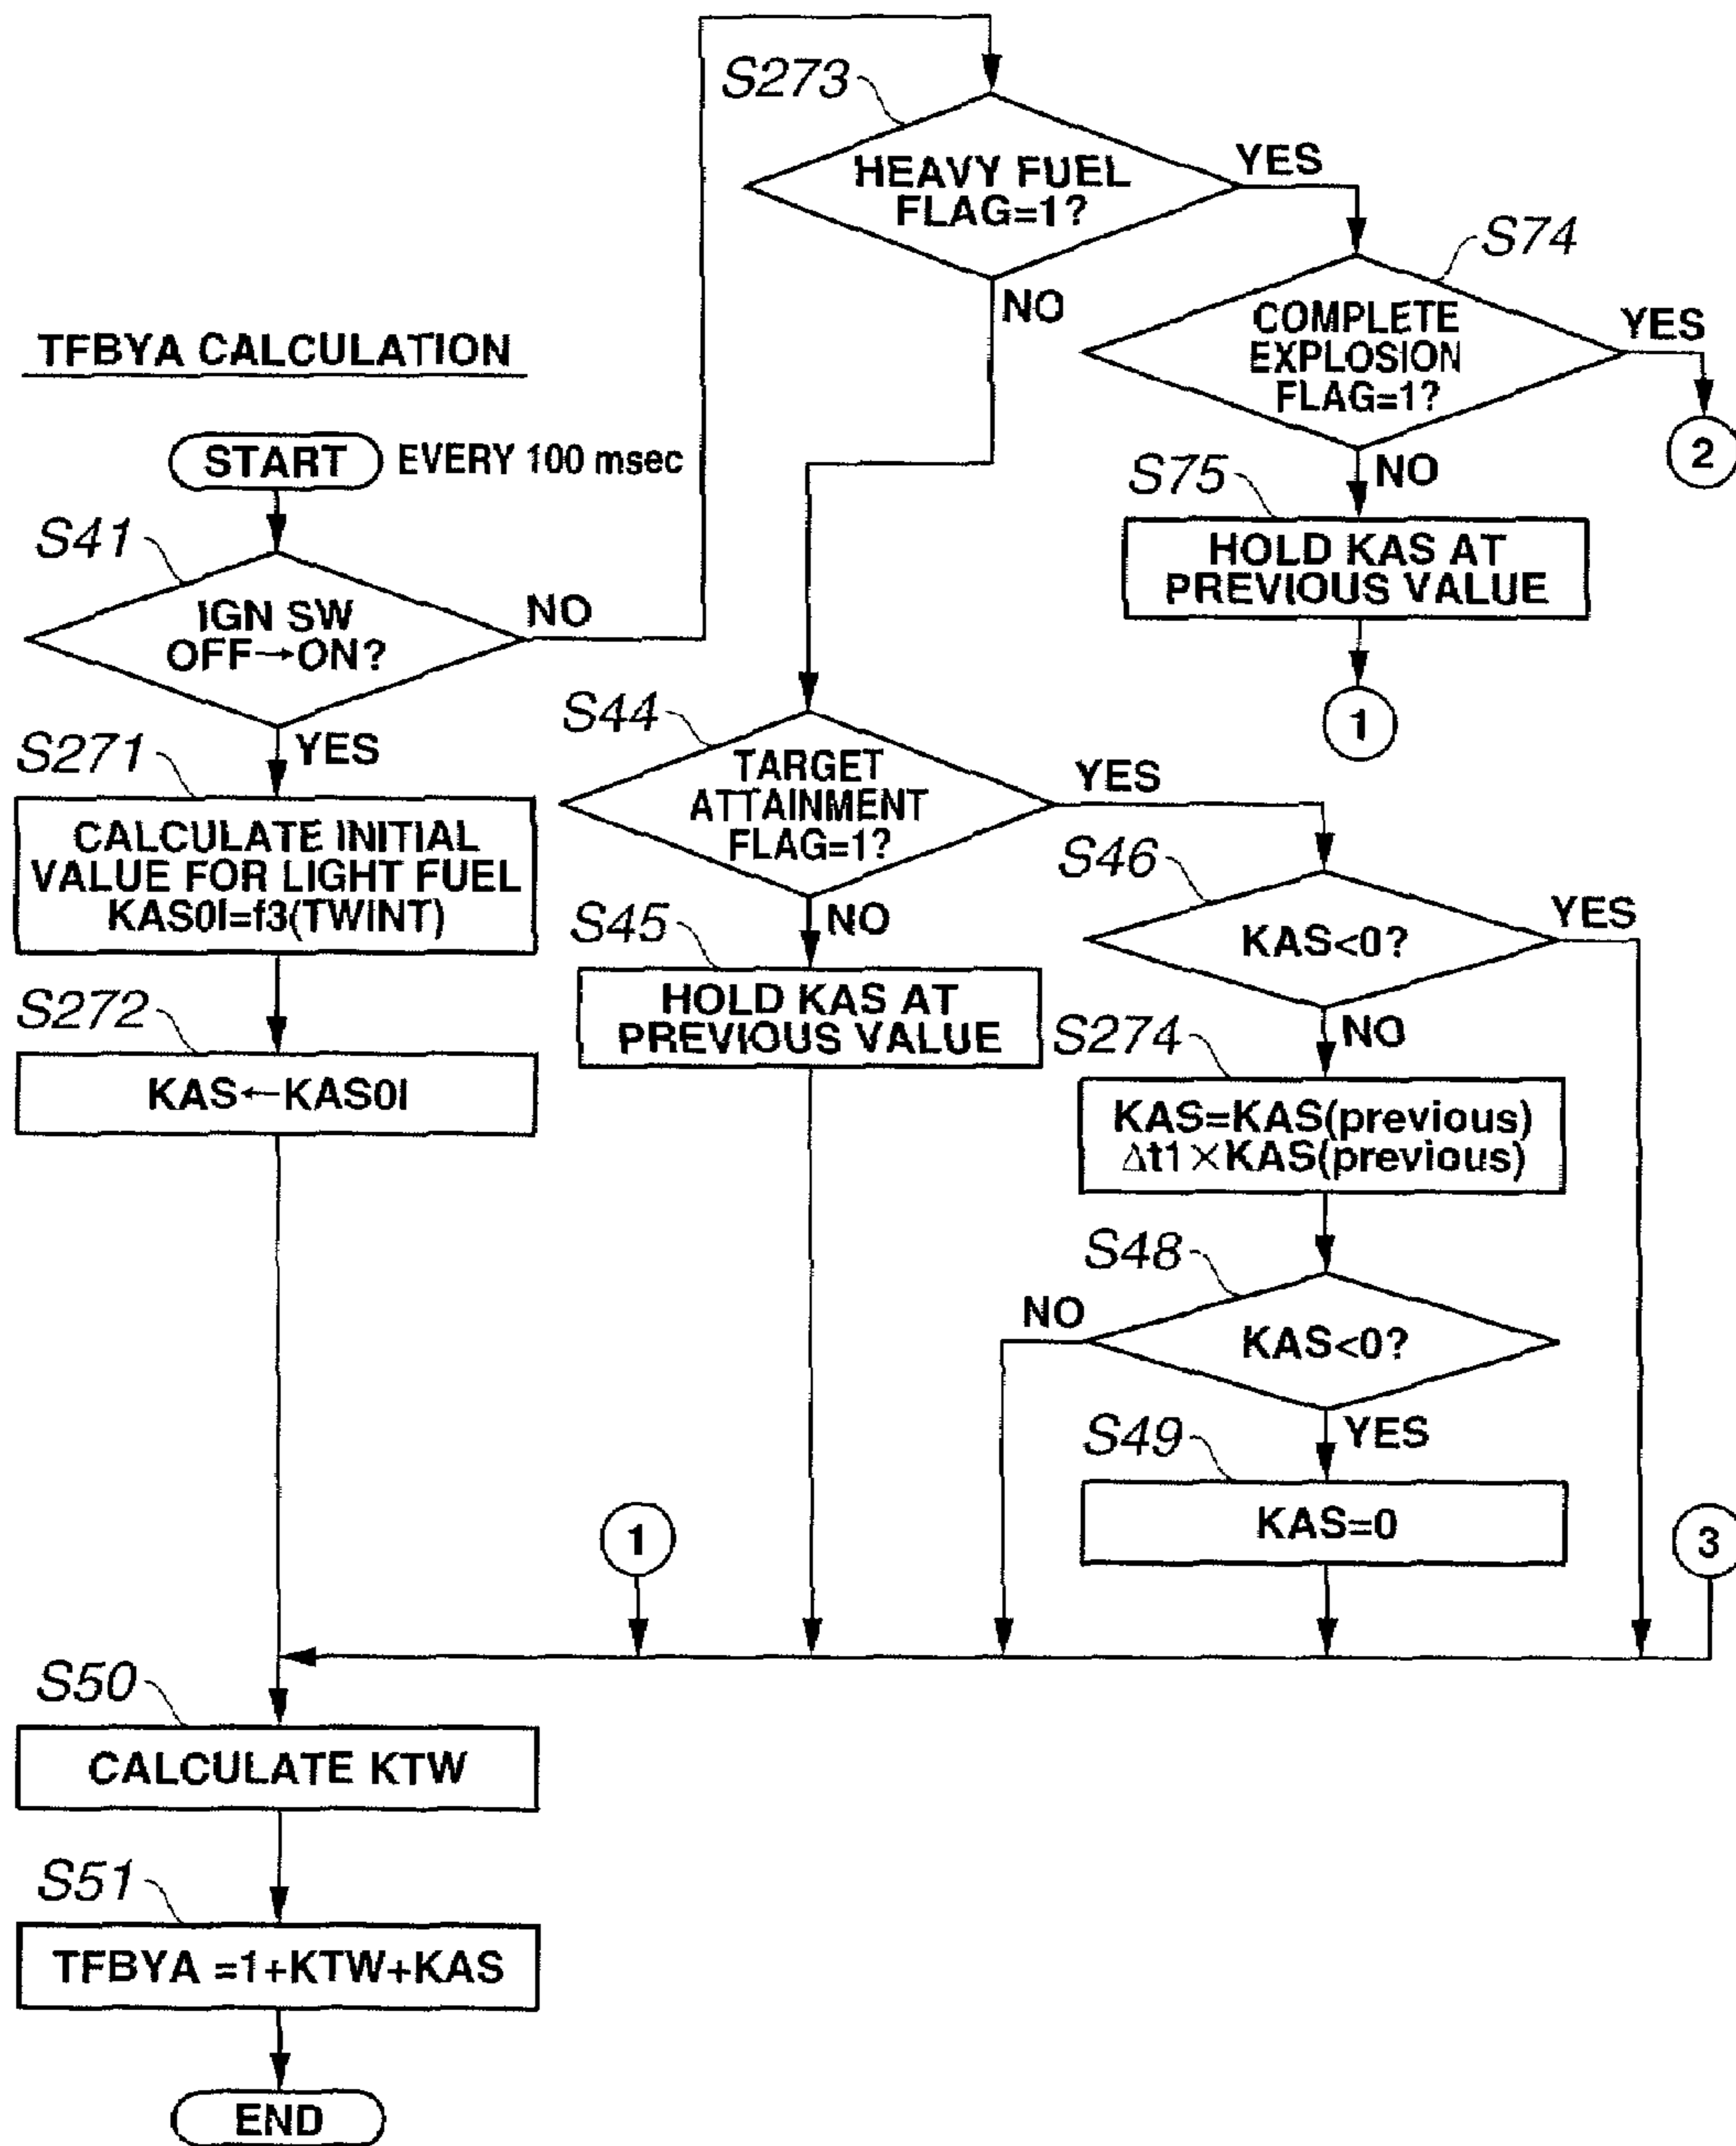 TFBYA CALCULATION
START
EVERY 100 msec
S41
IGN SW
OFF→ON?
NO
YES
S271
CALCULATE INITIAL
VALUE FOR LIGHT FUEL
KAS0l=f3(TWINT)
S272
KAS←KAS0l
S273
HEAVY FUEL
FLAG=1?
YES
NO
S74
COMPLETE
EXPLOSION
FLAG=1?
YES
2
NO
S75
HOLD KAS AT
PREVIOUS VALUE
1
S44
TARGET
ATTAINMENT
FLAG=1?
YES
NO
S45
HOLD KAS AT
PREVIOUS VALUE
S46
KAS<0?
YES
NO
S274
KAS=KAS(previous)
Δt1×KAS(previous)
S48
KAS<0?
NO
YES
S49
KAS=0
1
3
S50
CALCULATE KTW
S51
TFBYA =1+KTW+KAS
END